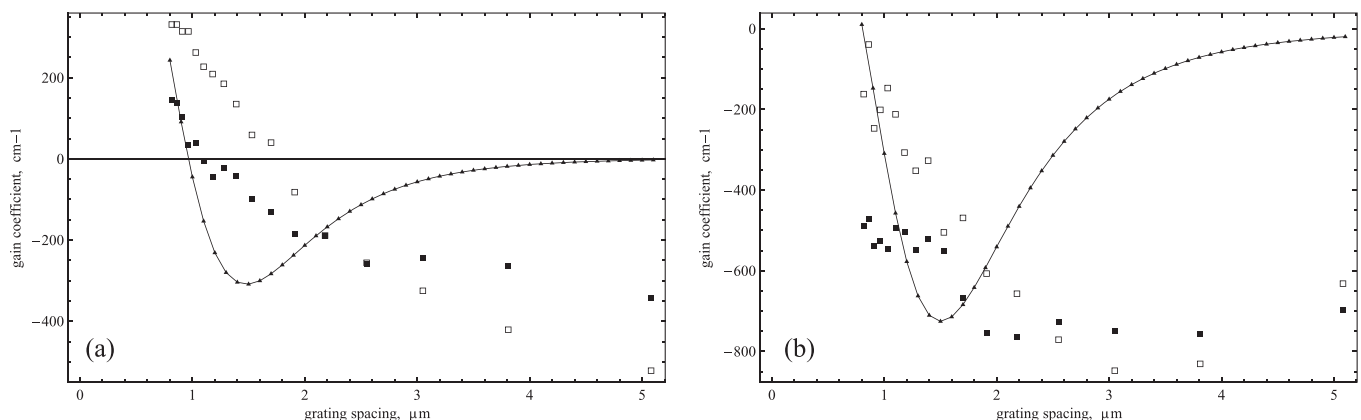 200
0
−200
−400
gain coefficient, cm−1
(a)
0 1 2 3 4 5
grating spacing, μm
0
−200
−400
−600
−800
gain coefficient, cm−1
(b)
0 1 2 3 4 5
grating spacing, μm